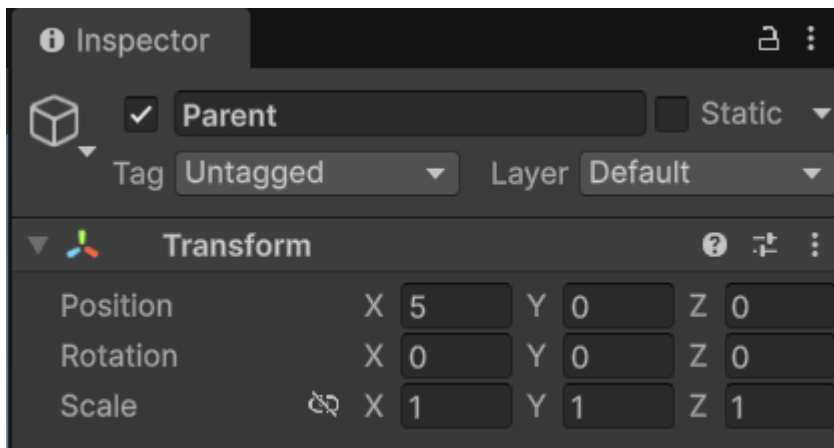 Inspector
Parent Static
Tag Untagged Layer Default
Transform
Position X 5 Y 0 Z 0
Rotation X 0 Y 0 Z 0
Scale X 1 Y 1 Z 1